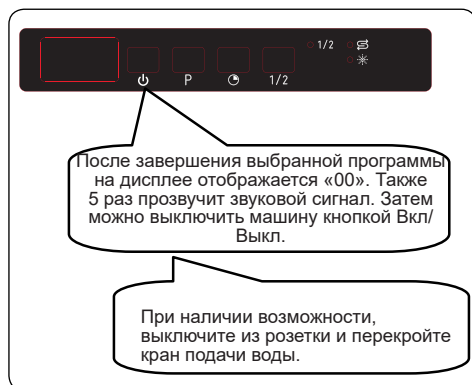 1/2
P
1/2
После завершения выбранной программы
на дисплее отображается «00». Также
5 раз прозвучит звуковой сигнал. Затем
можно выключить машину кнопкой Вкл/
Выкл.
При наличии возможности,
выключите из розетки и перекройте
кран подачи воды.